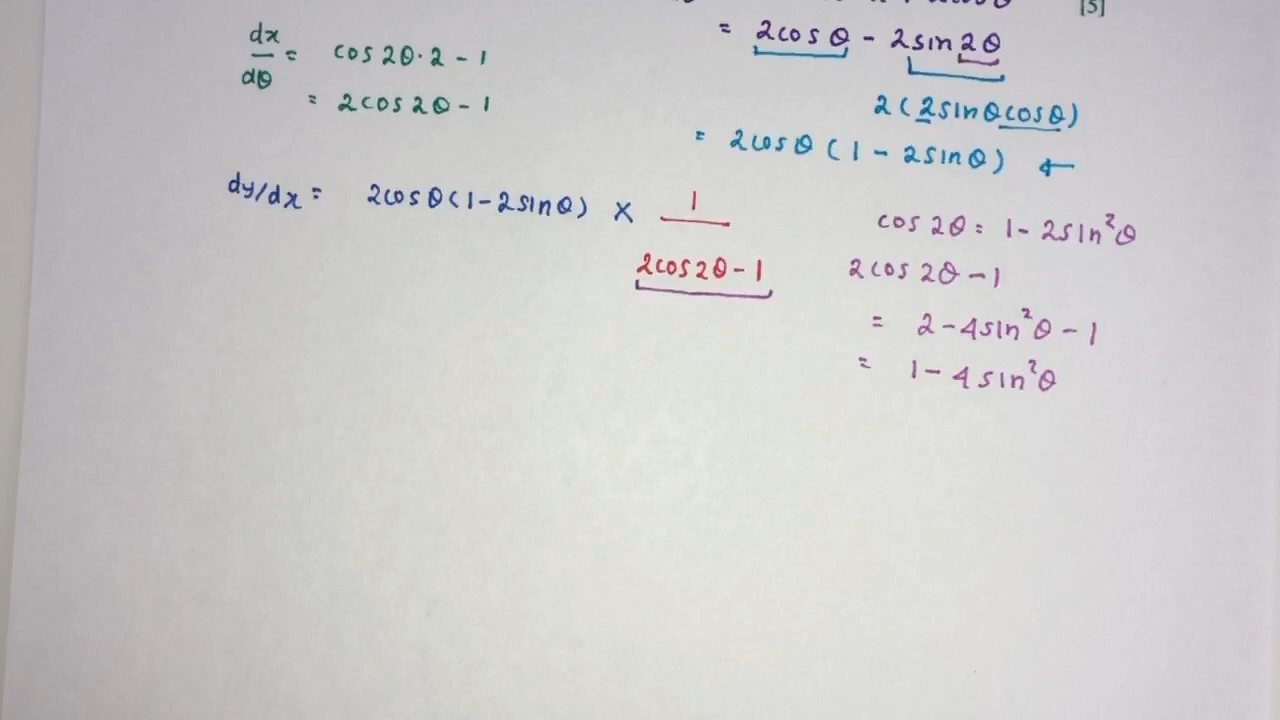 [5]
= 2cos θ - 2sin 2θ
dx/dθ = cos 2θ·2 - 1
= 2cos 2θ - 1
2(2sinθcosθ)
= 2cosθ (1 - 2sinθ) ←
dy/dx = 2cosθ(1-2sinθ) × 1/(2cos2θ-1)
cos 2θ = 1-2sin²θ
2cos 2θ -1
= 2-4sin²θ-1
= 1-4sin²θ